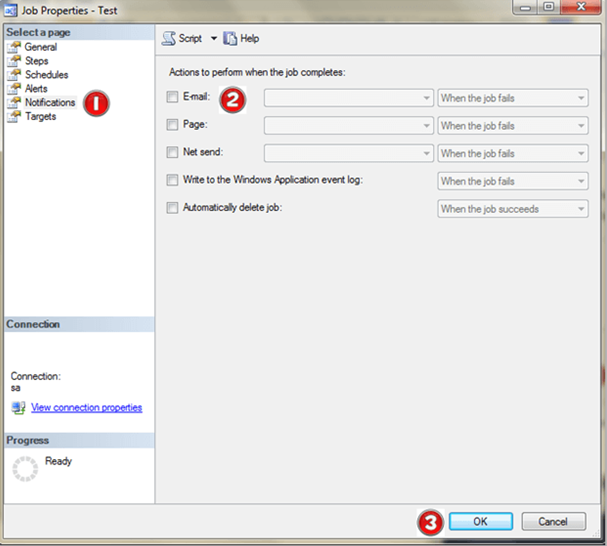 Job Properties - Test
Select a page
General
Steps
Schedules
Alerts
Notifications
1
Targets
Script
Help
Actions to perform when the job completes:
E-mail:
2
When the job fails
Page:
When the job fails
Net send:
When the job fails
Write to the Windows Application event log:
When the job fails
Automatically delete job:
When the job succeeds
Connection
Connection:
sa
View connection properties
Progress
Ready
3
OK
Cancel